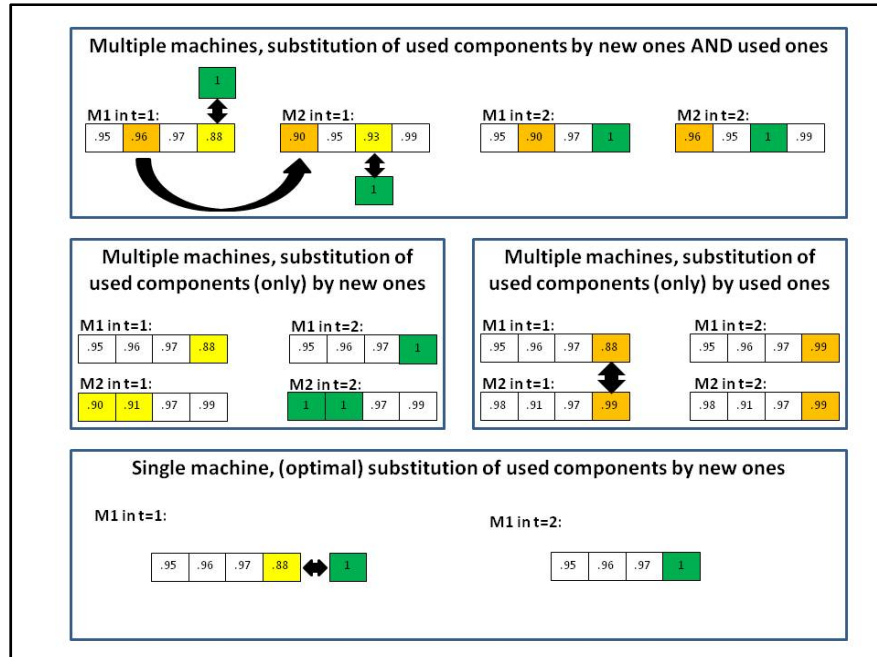 Multiple machines, substitution of used components by new ones AND used ones
1
M1 in t=1:
.95 .96 .97 .88
M2 in t=1:
.90 .95 .93 .99
1
M1 in t=2:
.95 .90 .97 1
M2 in t=2:
.96 .95 1 .99
Multiple machines, substitution of
used components (only) by new ones
M1 in t=1:
.95 .96 .97 .88
M1 in t=2:
.95 .96 .97 1
M2 in t=1:
.90 .91 .97 .99
M2 in t=2:
1 1 .97 .99
Multiple machines, substitution of
used components (only) by used ones
M1 in t=1:
.95 .96 .97 .88
M1 in t=2:
.95 .96 .97 .99
M2 in t=1:
.98 .91 .97 .99
M2 in t=2:
.98 .91 .97 .99
Single machine, (optimal) substitution of used components by new ones
M1 in t=1:
.95 .96 .97 .88 1
M1 in t=2:
.95 .96 .97 1